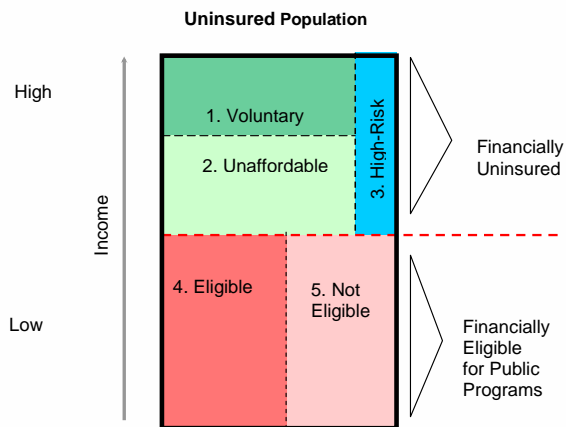 Uninsured Population
High
1. Voluntary
2. Unaffordable
3. High-Risk
Financially
Uninsured
Income
4. Eligible
5. Not
Eligible
Low
Financially
Eligible
for Public
Programs